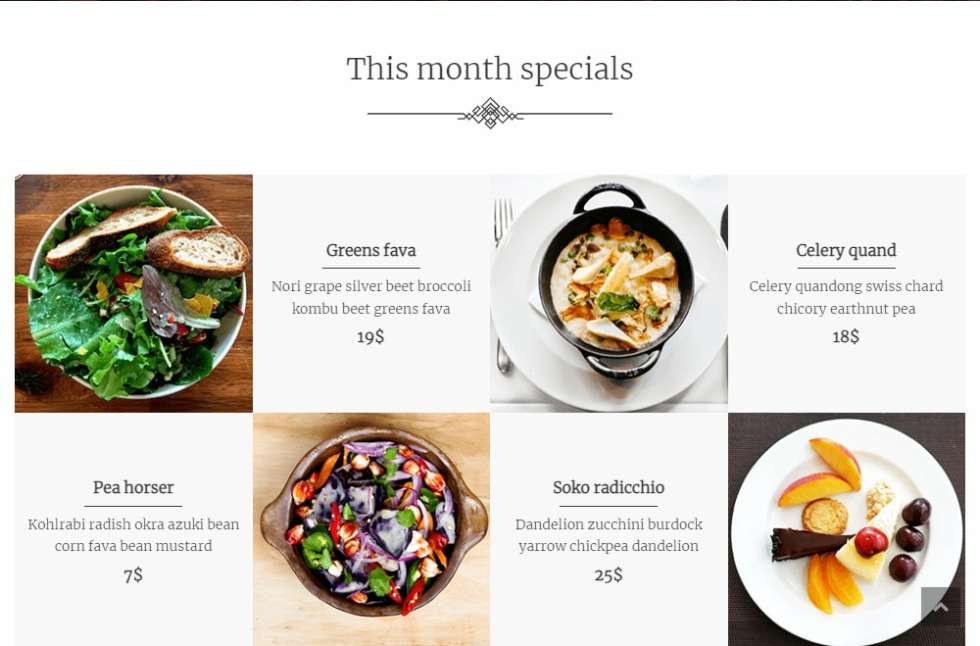 This month specials
Greens fava
Nori grape silver beet broccoli
kombu beet greens fava
19$
Celery quand
Celery quandong swiss chard
chicory earthnut pea
18$
Pea horser
Kohlrabi radish okra azuki bean
corn fava bean mustard
7$
Soko radicchio
Dandelion zucchini burdock
yarrow chickpea dandelion
25$